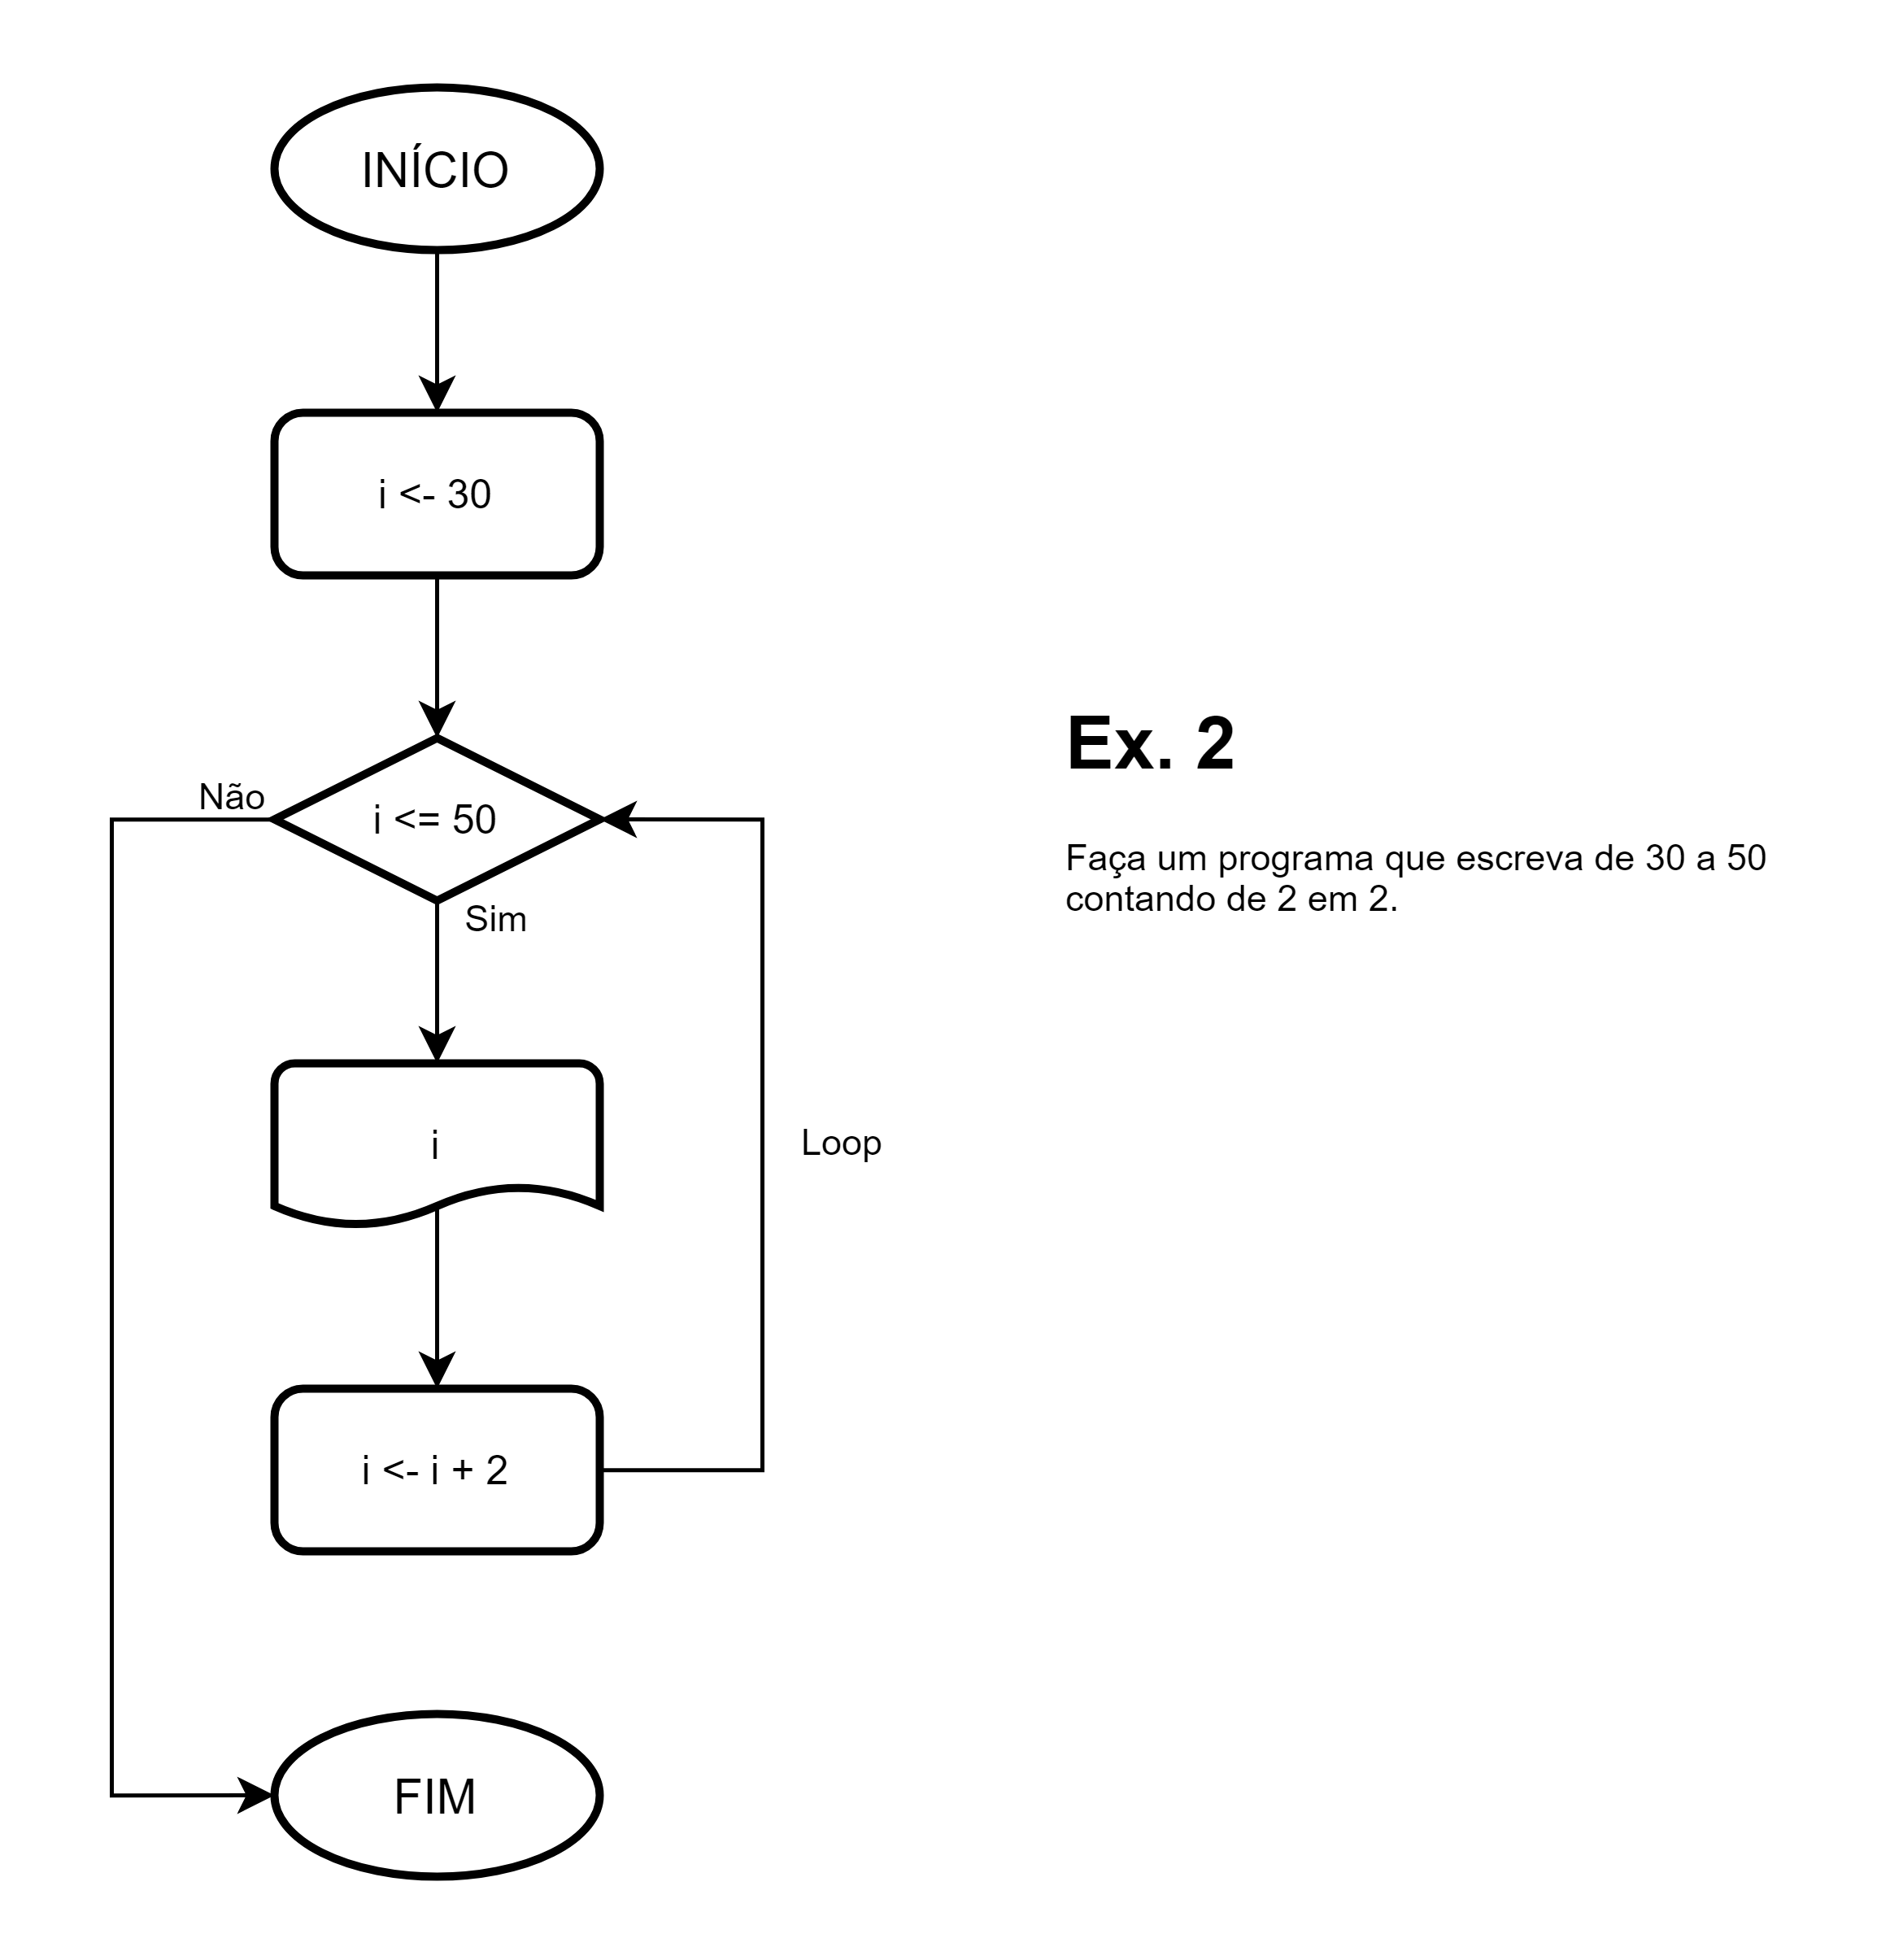 INÍCIO
i <- 30
i <= 50
Não
Sim
i
Loop
i <- i + 2
FIM
Ex. 2
Faça um programa que escreva de 30 a 50
contando de 2 em 2.